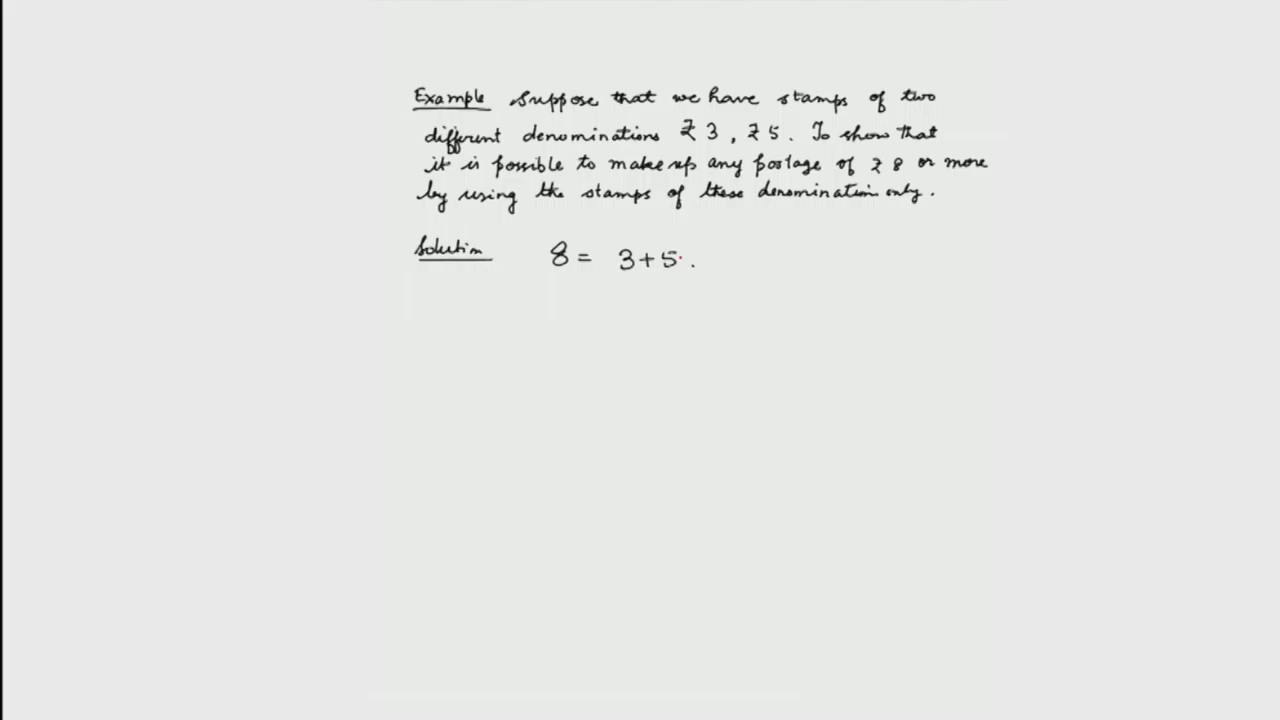 Example Suppose that we have stamps of two
different denominations ₹ 3 , ₹ 5 . To show that
it is possible to make up any postage of ₹ 8 or more
by using the stamps of these denomination only .
Solution 8 = 3 + 5 .